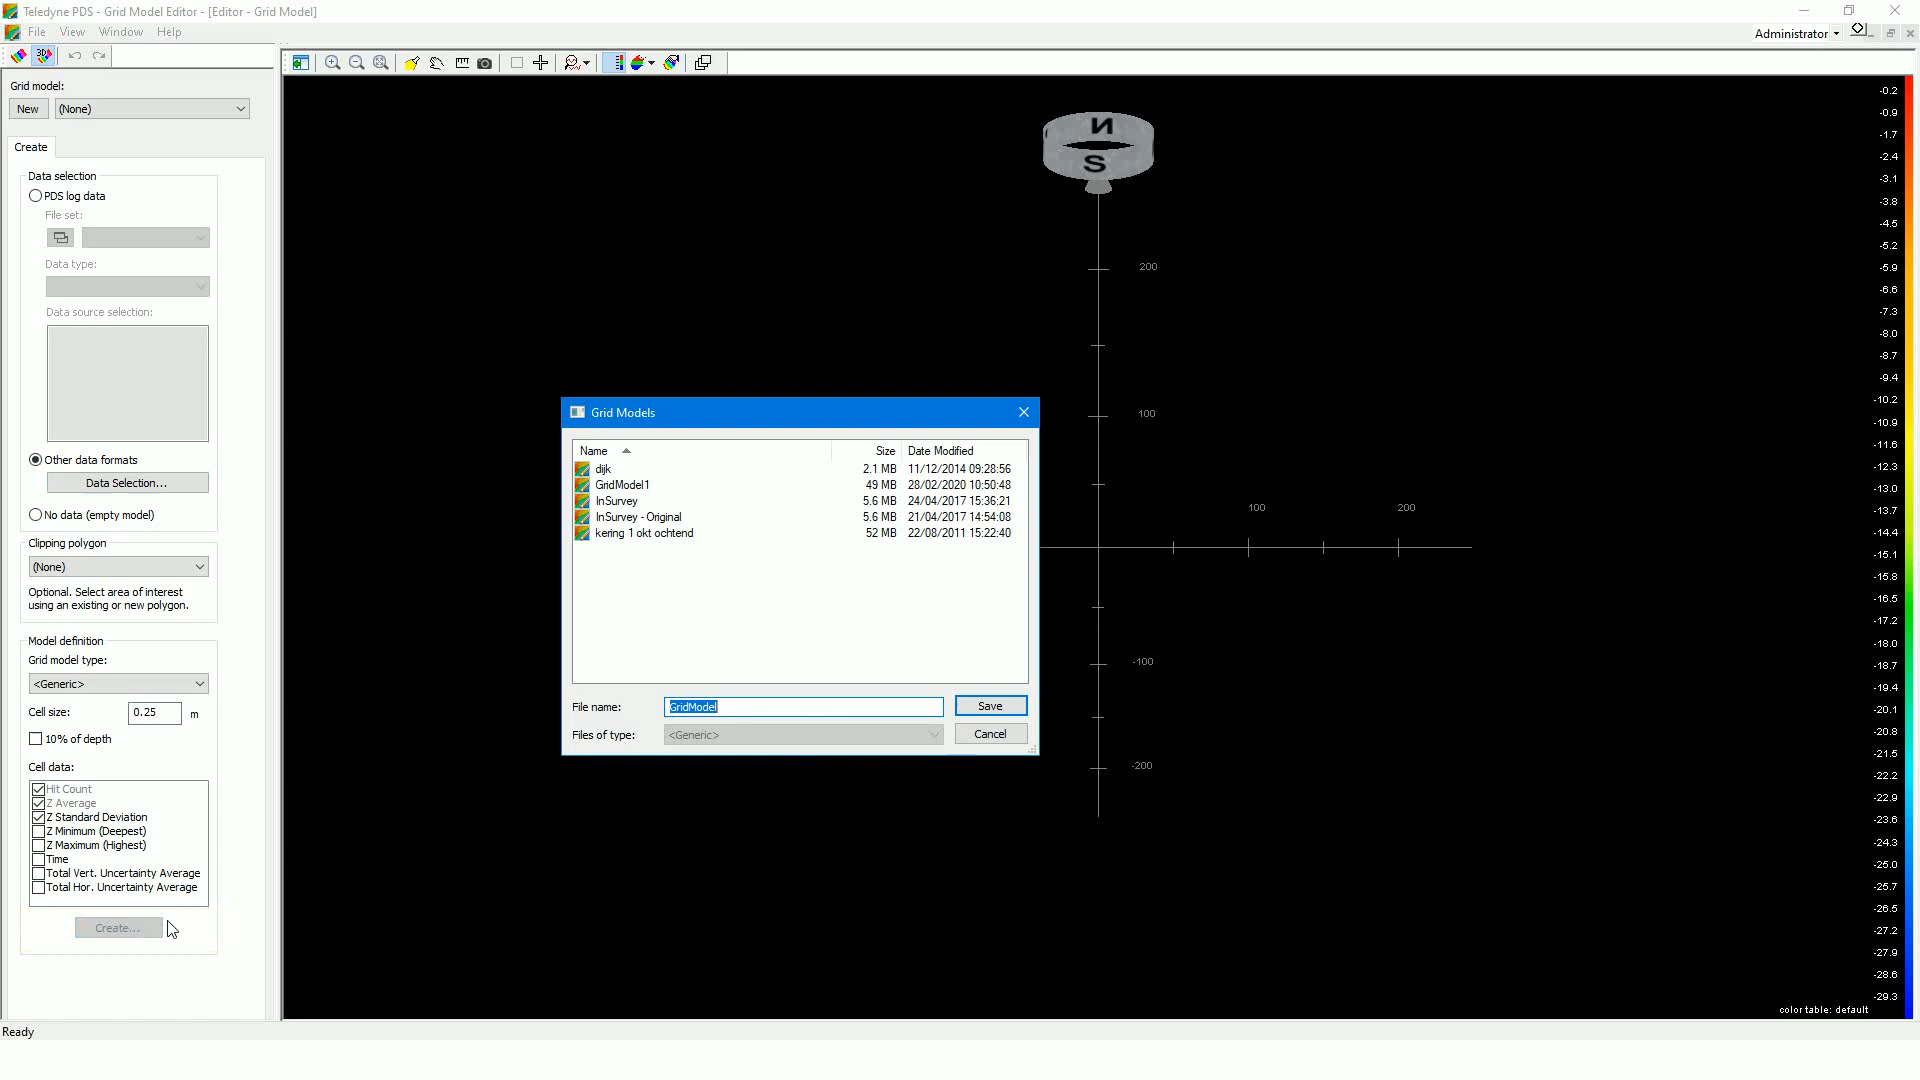 Teledyne PDS - Grid Model Editor - [Editor - Grid Model]
File View Window Help
Administrator
3D
Grid model:
New (None)
Create
Data selection
PDS log data
File set:
Data type:
Data source selection:
Other data formats
Data Selection...
No data (empty model)
Clipping polygon
(None)
Optional. Select area of interest
using an existing or new polygon.
Model definition
Grid model type:
<Generic>
Cell size: 0.25 m
10% of depth
Cell data:
Hit Count
Z Average
Z Standard Deviation
Z Minimum (Deepest)
Z Maximum (Highest)
Time
Total Vert. Uncertainty Average
Total Hor. Uncertainty Average
Create...
Ready
N
S
200
100
100 200
-100
-200
Grid Models
Name Size Date Modified
dijk 2.1 MB 11/12/2014 09:28:56
GridModel1 49 MB 28/02/2020 10:50:48
InSurvey 5.6 MB 24/04/2017 15:36:21
InSurvey - Original 5.6 MB 21/04/2017 14:54:08
kering 1 okt ochtend 52 MB 22/08/2011 15:22:40
File name: GridModel Save
Files of type: <Generic> Cancel
-0.2
-0.9
-1.7
-2.4
-3.1
-3.8
-4.5
-5.2
-5.9
-6.6
-7.3
-8.0
-8.7
-9.4
-10.2
-10.9
-11.6
-12.3
-13.0
-13.7
-14.4
-15.1
-15.8
-16.5
-17.2
-18.0
-18.7
-19.4
-20.1
-20.8
-21.5
-22.2
-22.9
-23.6
-24.3
-25.0
-25.7
-26.5
-27.2
-27.9
-28.6
-29.3
color table: default